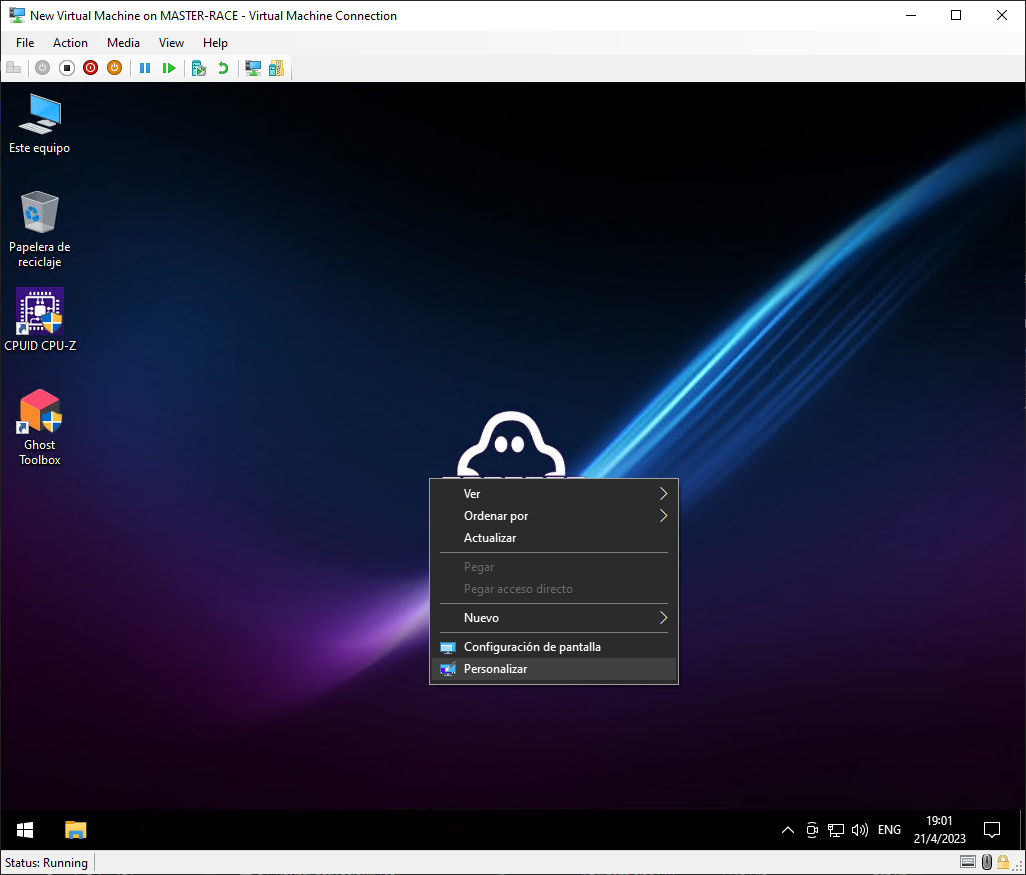 New Virtual Machine on MASTER-RACE - Virtual Machine Connection
File Action Media View Help
Este equipo
Papelera de
reciclaje
CPUID CPU-Z
Ghost
Toolbox
Ver
Ordenar por
Actualizar
Pegar
Pegar acceso directo
Nuevo
Configuración de pantalla
Personalizar
ENG
19:01
21/4/2023
Status: Running